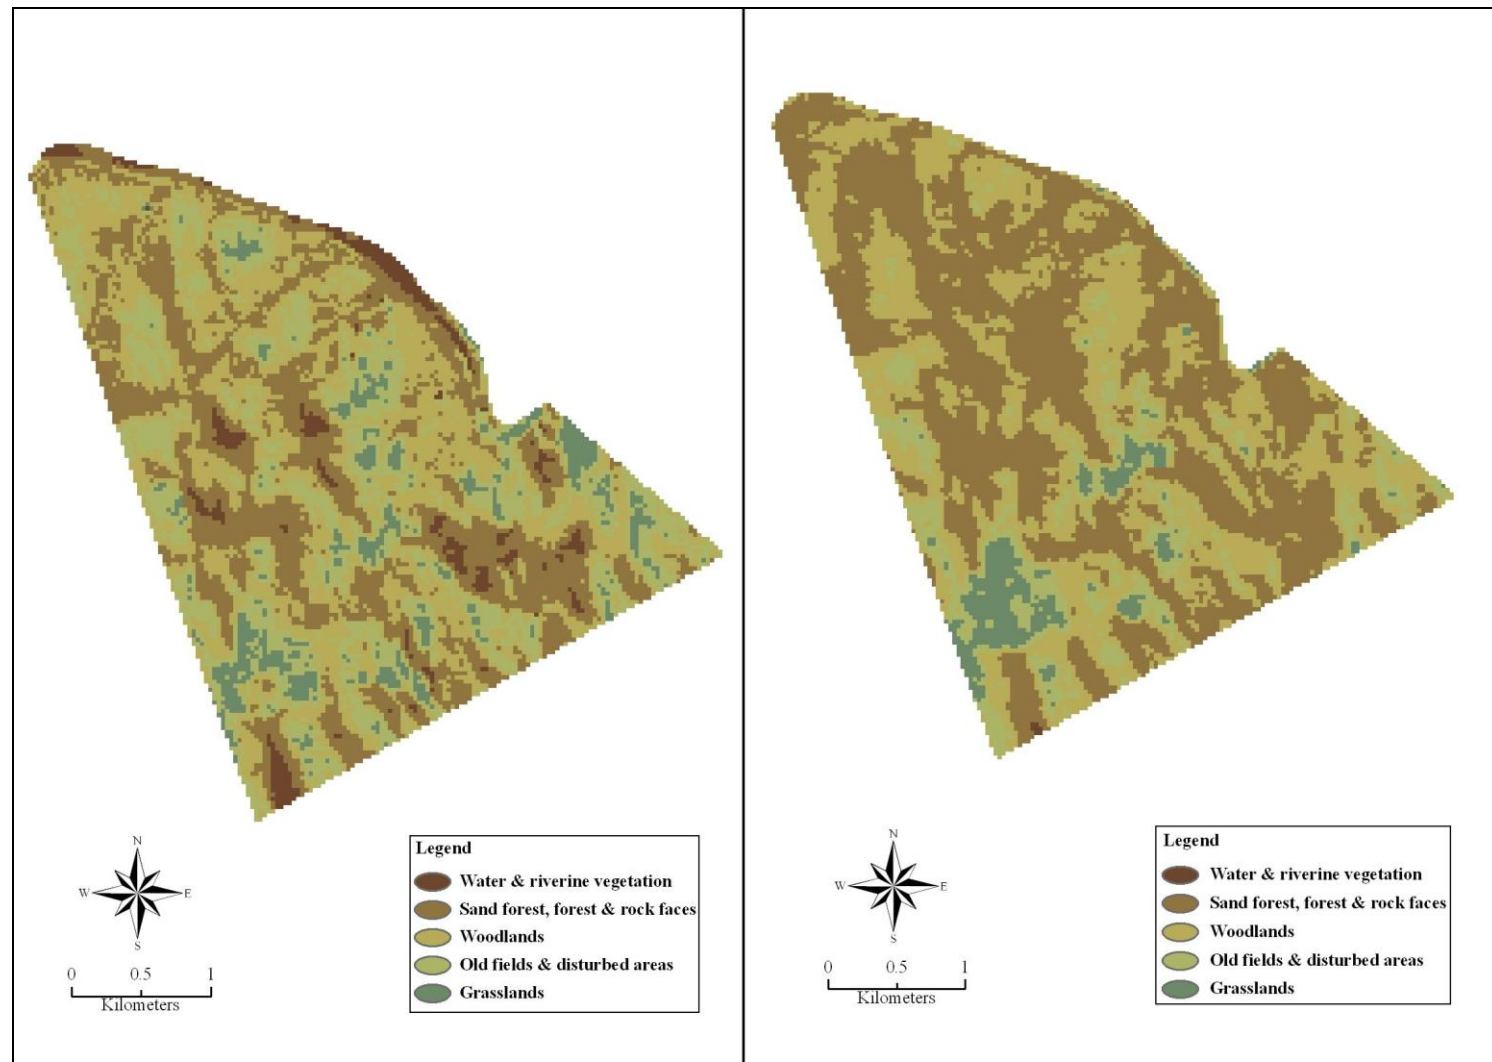 N
W
E
S
0
0.5
1
Kilometers
Legend
Water & riverine vegetation
Sand forest, forest & rock faces
Woodlands
Old fields & disturbed areas
Grasslands
N
W
E
S
0
0.5
1
Kilometers
Legend
Water & riverine vegetation
Sand forest, forest & rock faces
Woodlands
Old fields & disturbed areas
Grasslands